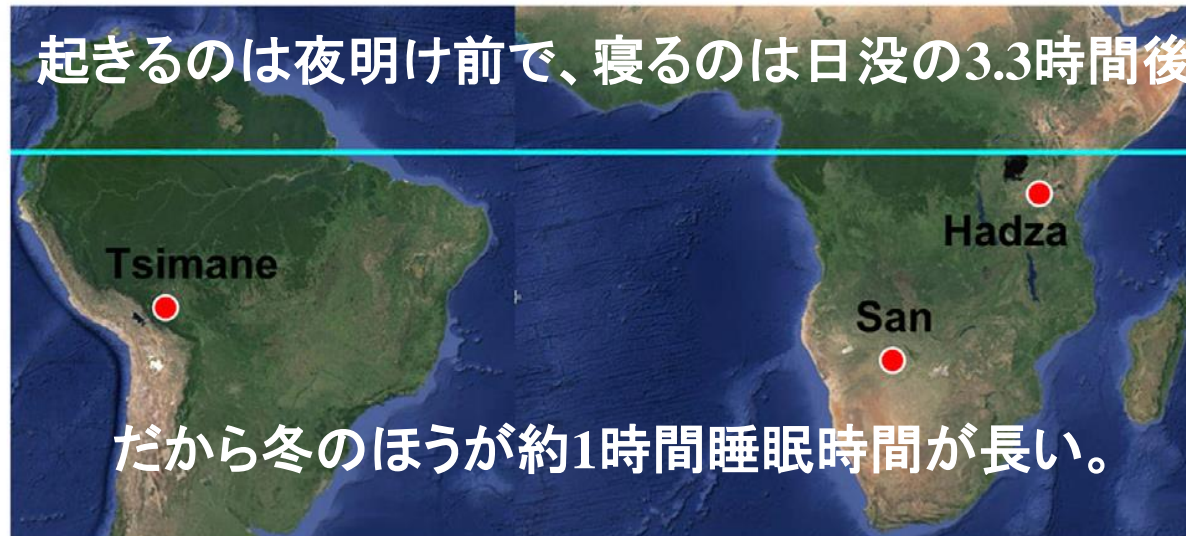 起きるのは夜明け前で、寝るのは日没の3.3時間後
Hadza
Tsimane
San
だから冬のほうが約1時間睡眠時間が長い。